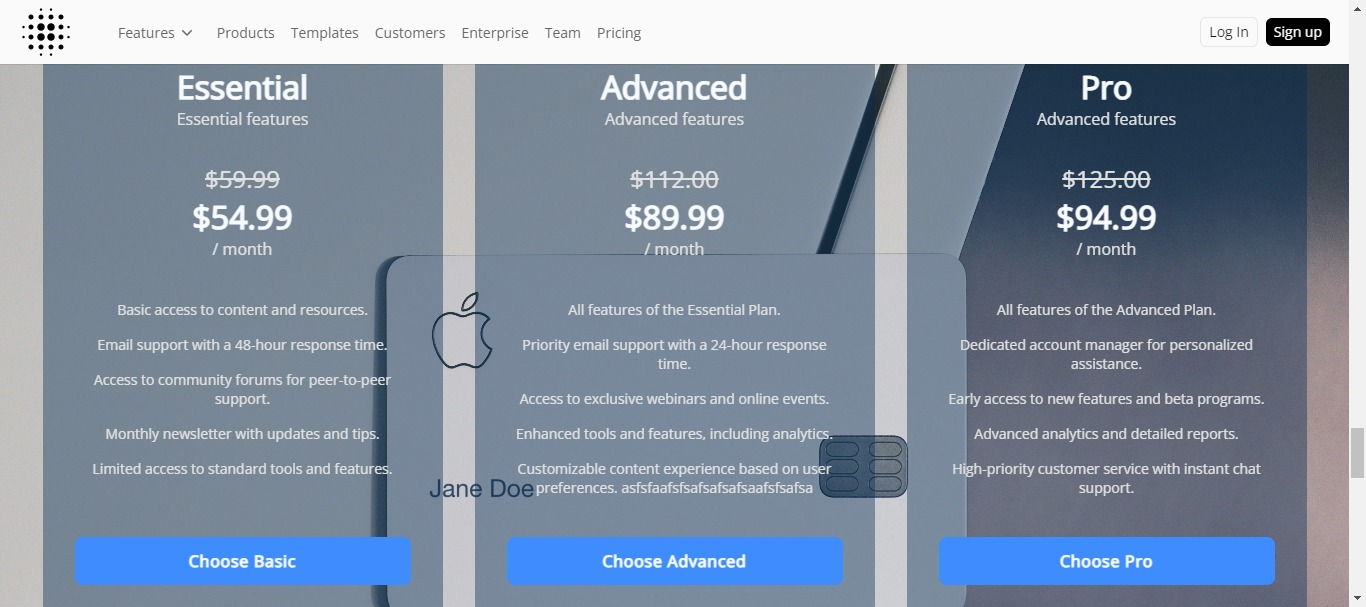 Features Products Templates Customers Enterprise Team Pricing Log In Sign up
Essential
Essential features
$59.99
$54.99
/ month
Basic access to content and resources.
Email support with a 48-hour response time.
Access to community forums for peer-to-peer
support.
Monthly newsletter with updates and tips.
Limited access to standard tools and features.
Choose Basic
Advanced
Advanced features
$112.00
$89.99
/ month
All features of the Essential Plan.
Priority email support with a 24-hour response
time.
Access to exclusive webinars and online events.
Enhanced tools and features, including analytics.
Customizable content experience based on user
preferences. asfsfaafsfsafsafsafsaafsfsafsa
Choose Advanced
Pro
Advanced features
$125.00
$94.99
/ month
All features of the Advanced Plan.
Dedicated account manager for personalized
assistance.
Early access to new features and beta programs.
Advanced analytics and detailed reports.
High-priority customer service with instant chat
support.
Choose Pro
Jane Doe